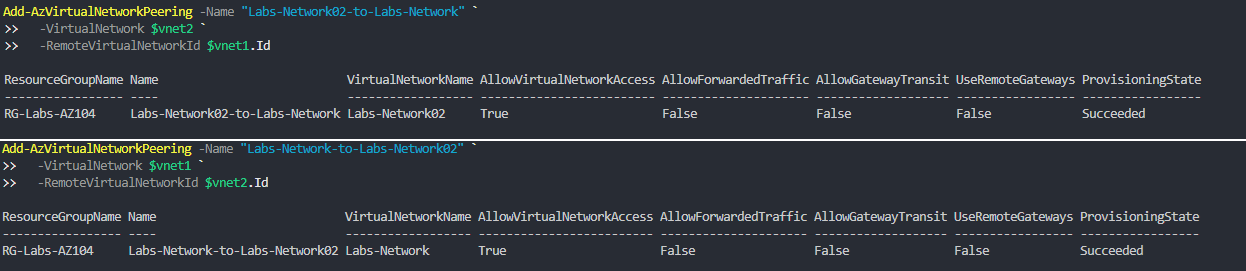 Add-AzVirtualNetworkPeering -Name "Labs-Network02-to-Labs-Network" `
>>   -VirtualNetwork $vnet2 `
>>   -RemoteVirtualNetworkId $vnet1.Id
ResourceGroupName Name                           VirtualNetworkName AllowVirtualNetworkAccess AllowForwardedTraffic AllowGatewayTransit UseRemoteGateways ProvisioningState
----------------- ----                           ------------------ ------------------------- --------------------- ------------------- ----------------- -----------------
RG-Labs-AZ104     Labs-Network02-to-Labs-Network Labs-Network02     True                      False                 False               False             Succeeded
Add-AzVirtualNetworkPeering -Name "Labs-Network-to-Labs-Network02" `
>>   -VirtualNetwork $vnet1 `
>>   -RemoteVirtualNetworkId $vnet2.Id
ResourceGroupName Name                           VirtualNetworkName AllowVirtualNetworkAccess AllowForwardedTraffic AllowGatewayTransit UseRemoteGateways ProvisioningState
----------------- ----                           ------------------ ------------------------- --------------------- ------------------- ----------------- -----------------
RG-Labs-AZ104     Labs-Network-to-Labs-Network02 Labs-Network       True                      False                 False               False             Succeeded